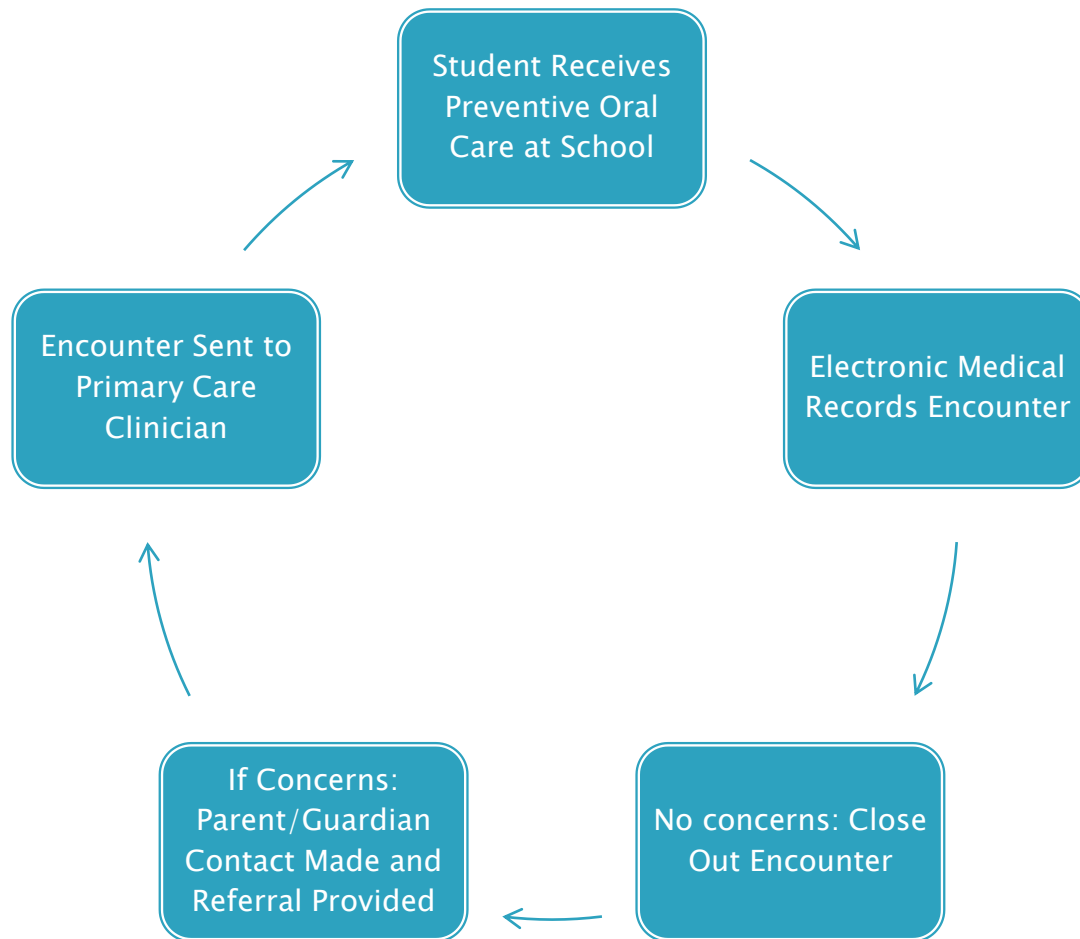 Student Receives
Preventive Oral
Care at School
Electronic Medical
Records Encounter
No concerns: Close
Out Encounter
If Concerns:
Parent/Guardian
Contact Made and
Referral Provided
Encounter Sent to
Primary Care
Clinician